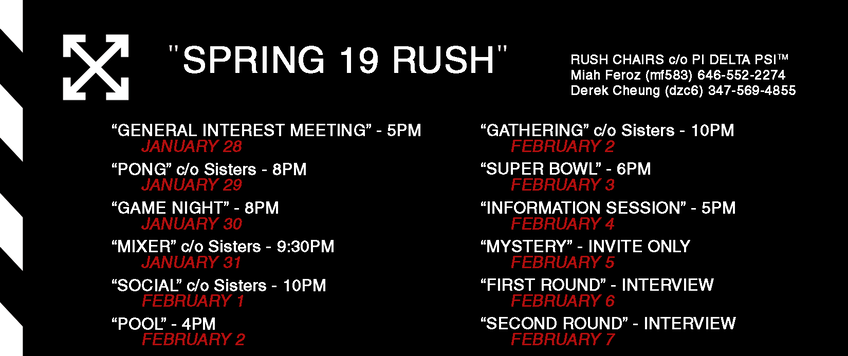 "SPRING 19 RUSH"
RUSH CHAIRS c/o PI DELTA PSI™
Miah Feroz (mf583) 646-552-2274
Derek Cheung (dzc6) 347-569-4855
“GENERAL INTEREST MEETING” - 5PM
JANUARY 28
“PONG” c/o Sisters - 8PM
JANUARY 29
“GAME NIGHT” - 8PM
JANUARY 30
“MIXER” c/o Sisters - 9:30PM
JANUARY 31
“SOCIAL” c/o Sisters - 10PM
FEBRUARY 1
“POOL” - 4PM
FEBRUARY 2
“GATHERING” c/o Sisters - 10PM
FEBRUARY 2
“SUPER BOWL” - 6PM
FEBRUARY 3
“INFORMATION SESSION” - 5PM
FEBRUARY 4
“MYSTERY” - INVITE ONLY
FEBRUARY 5
“FIRST ROUND” - INTERVIEW
FEBRUARY 6
“SECOND ROUND” - INTERVIEW
FEBRUARY 7